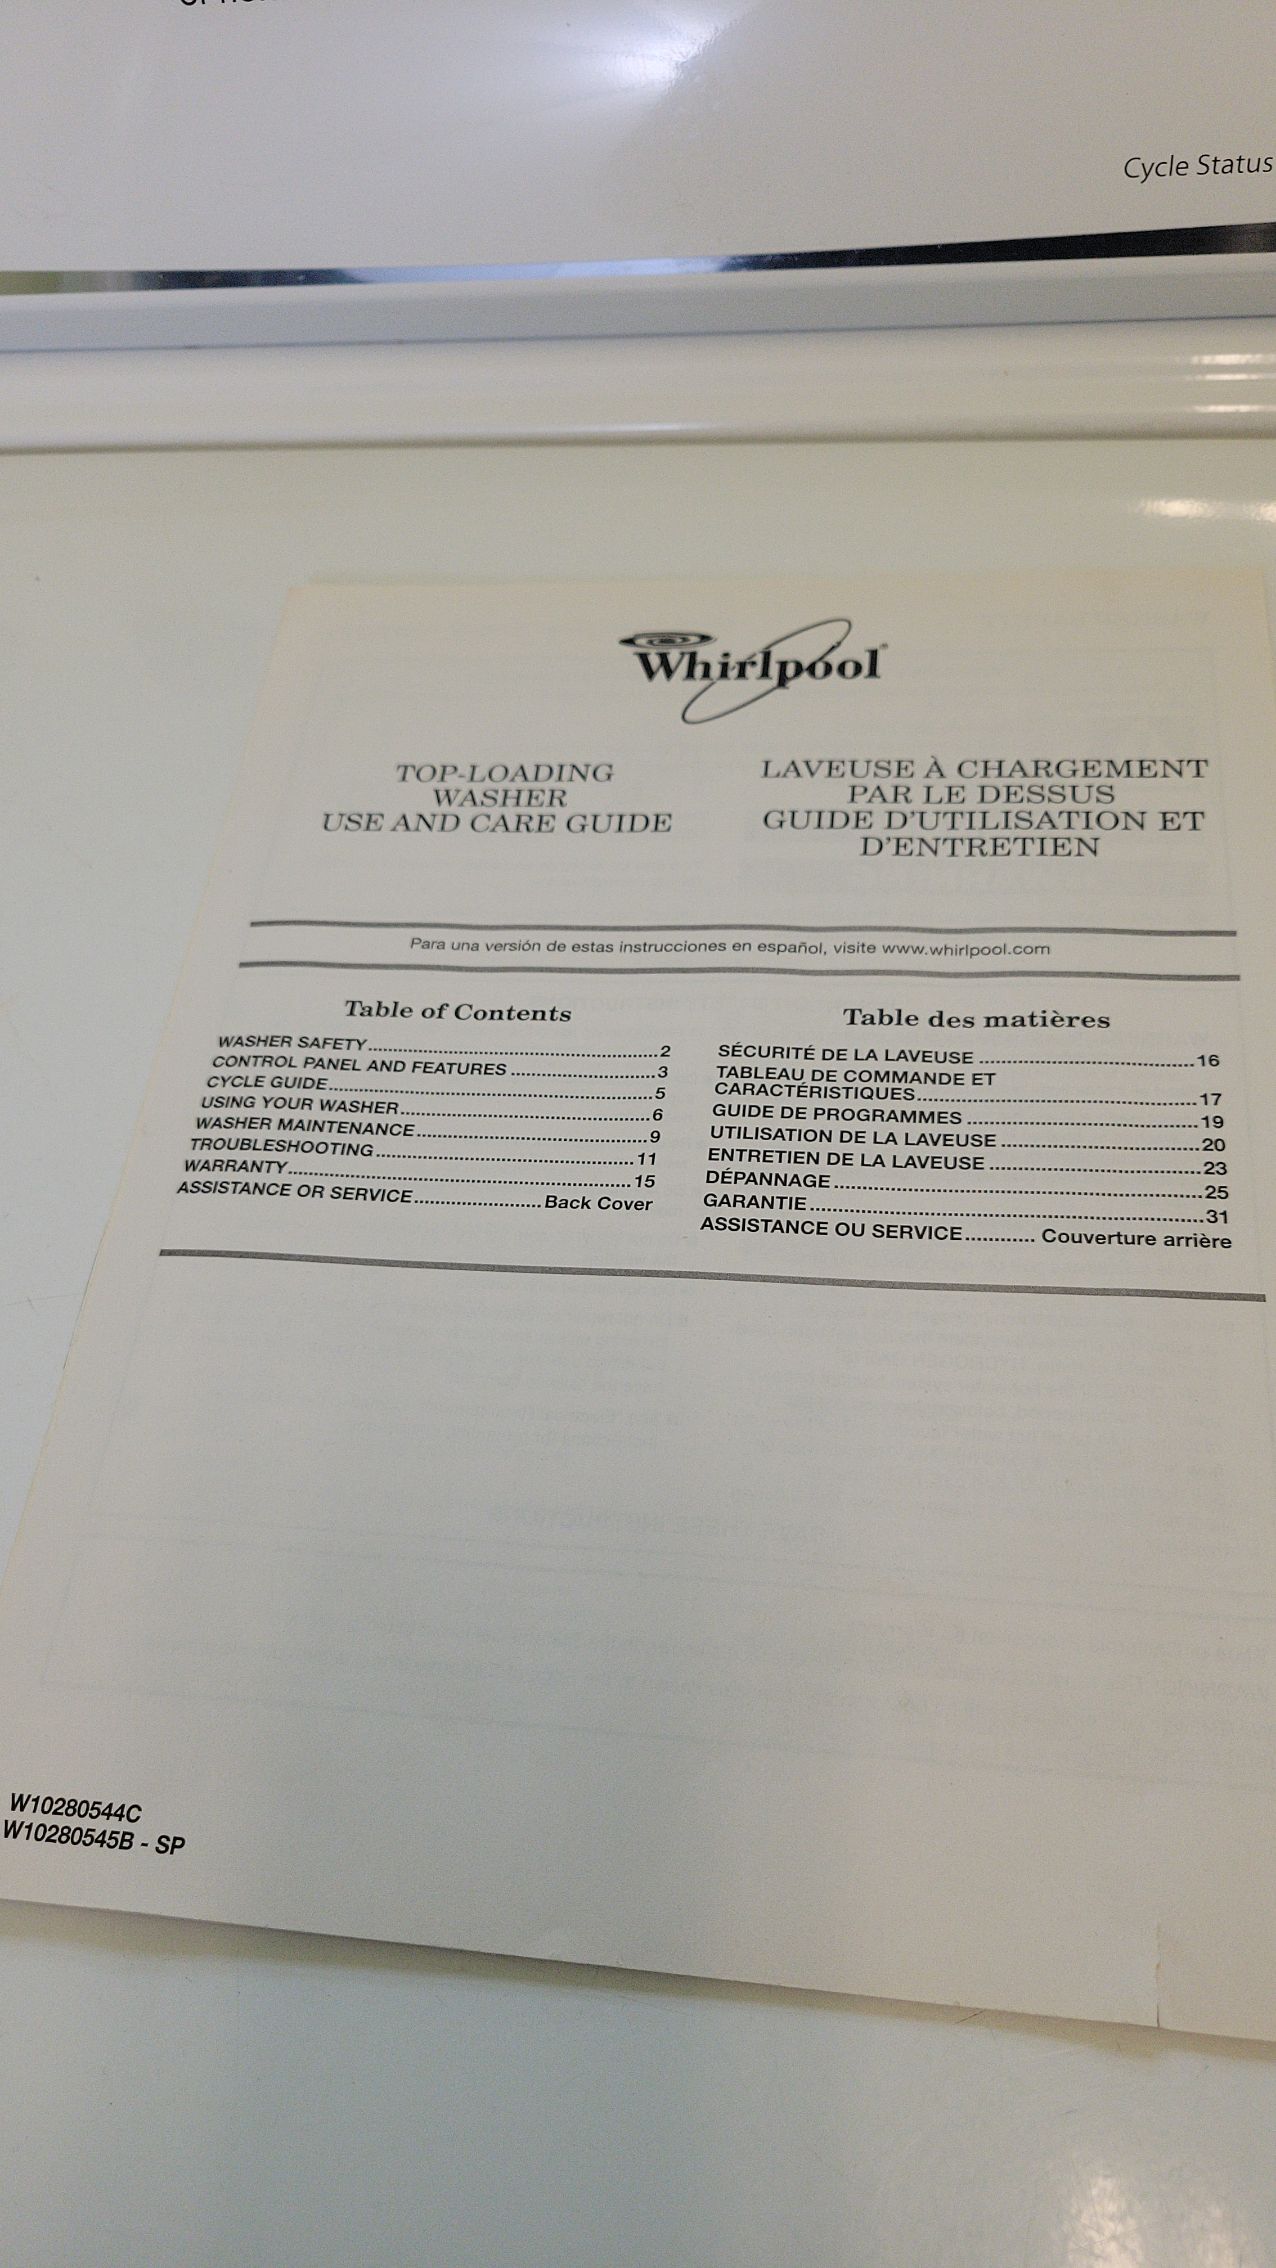 Cycle Status
Whirlpool
TOP-LOADING
WASHER
USE AND CARE GUIDE
LAVEUSE À CHARGEMENT
PAR LE DESSUS
GUIDE D'UTILISATION ET
D'ENTRETIEN
Para una versión de estas instrucciones en español, visite www.whirlpool.com
Table of Contents
WASHER SAFETY..........2
CONTROL PANEL AND FEATURES..........3
CYCLE GUIDE..........5
USING YOUR WASHER..........6
WASHER MAINTENANCE..........9
TROUBLESHOOTING..........11
WARRANTY..........15
ASSISTANCE OR SERVICE..........Back Cover
Table des matières
SÉCURITÉ DE LA LAVEUSE..........16
TABLEAU DE COMMANDE ET
CARACTÉRISTIQUES..........17
GUIDE DE PROGRAMMES..........19
UTILISATION DE LA LAVEUSE..........20
ENTRETIEN DE LA LAVEUSE..........23
DÉPANNAGE..........25
GARANTIE..........31
ASSISTANCE OU SERVICE.......... Couverture arrière
W10280544C
W10280545B - SP